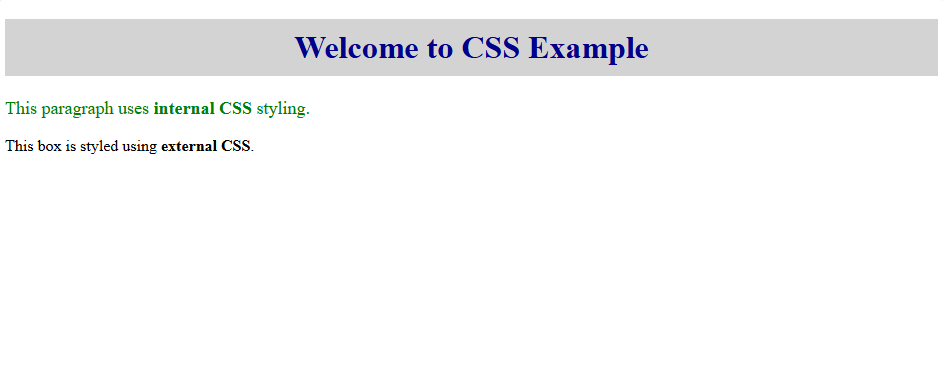 Welcome to CSS Example
This paragraph uses internal CSS styling.
This box is styled using external CSS.